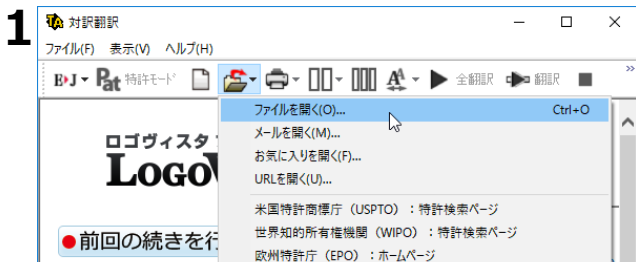 1
対訳翻訳
ファイル(F) 表示(V) ヘルプ(H)
E▸J Pat 特許モード 全翻訳 翻訳
ファイルを開く(O)... Ctrl+O
メールを開く(M)...
お気に入りを開く(F)...
URLを開く(U)...
米国特許商標庁（USPTO）：特許検索ページ
世界知的所有権機関（WIPO）：特許検索ページ
欧州特許庁（EPO）：ホームページ
ロゴヴィスタ
LogoV
●前回の続きを行